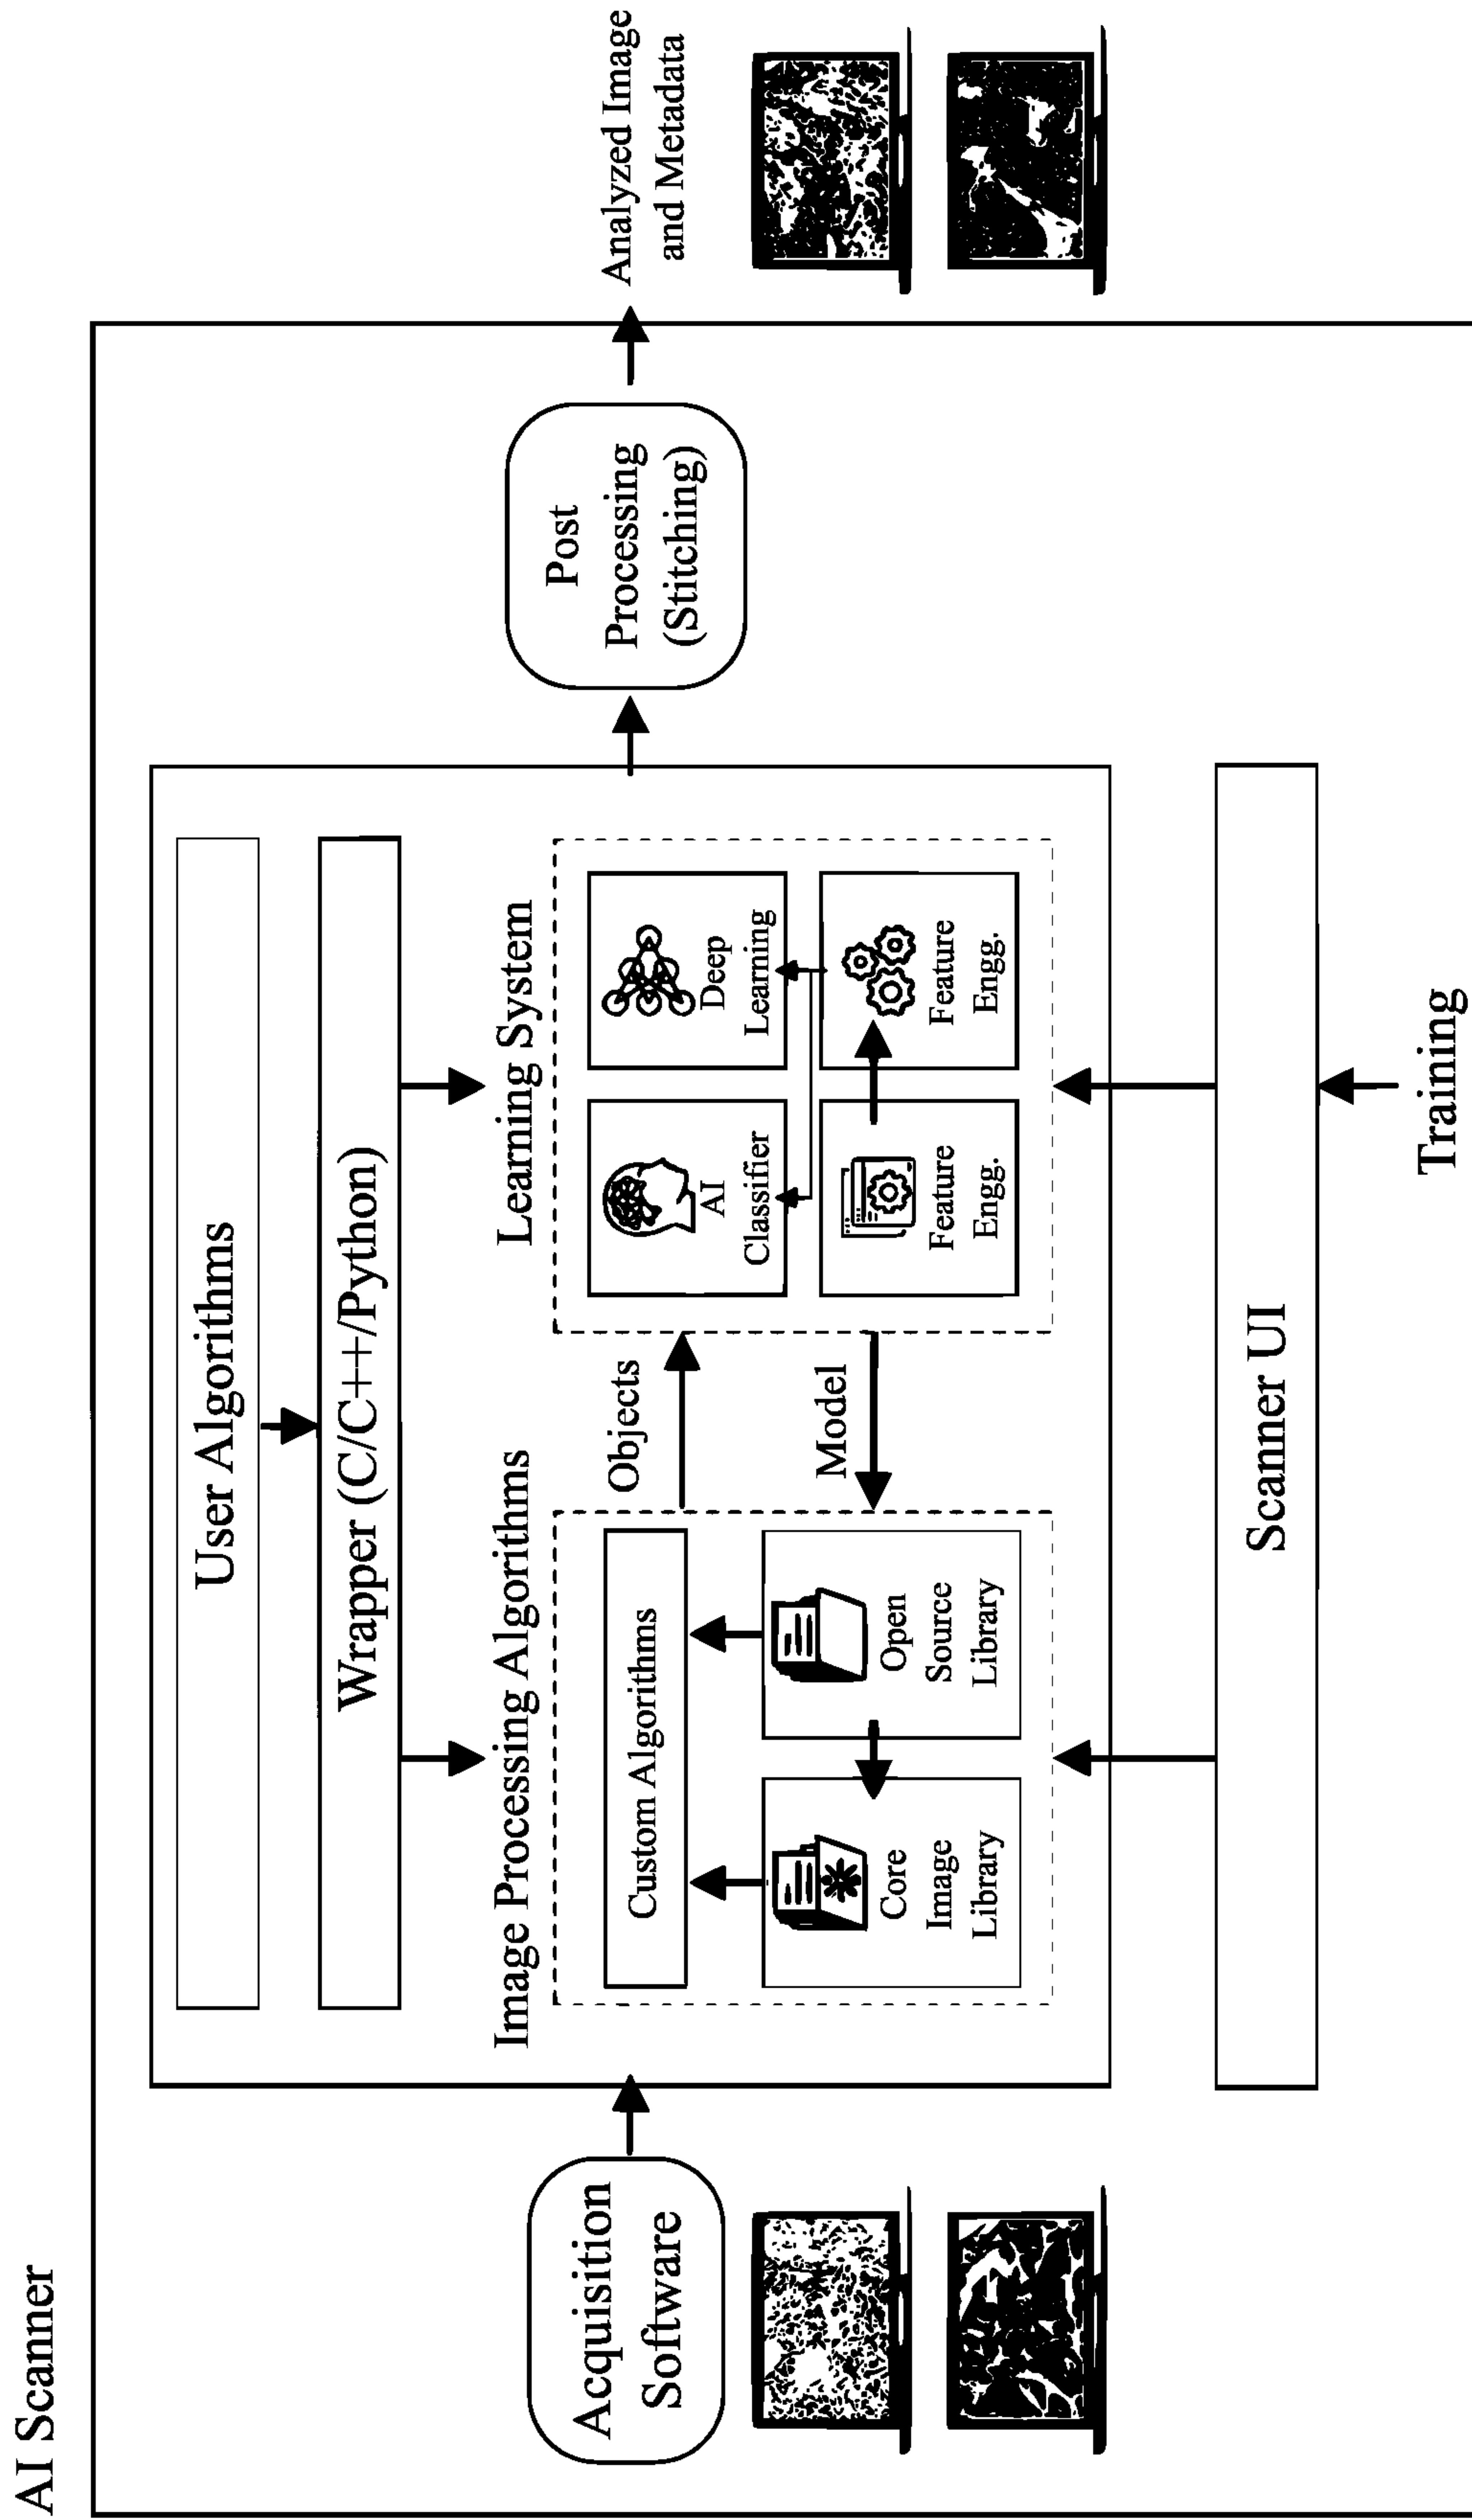 AI Scanner
User Algorithms
Wrapper (C/C++/Python)
Image Processing Algorithms
Learning System
Acquisition
Software
Custom Algorithms
Core
Image
Library
Open
Source
Library
Objects
Model
AI
Classifier
Deep
Learning
Feature
Engg.
Feature
Engg.
Post
Processing
(Stitching)
Analyzed Image
and Metadata
Scanner UI
Training